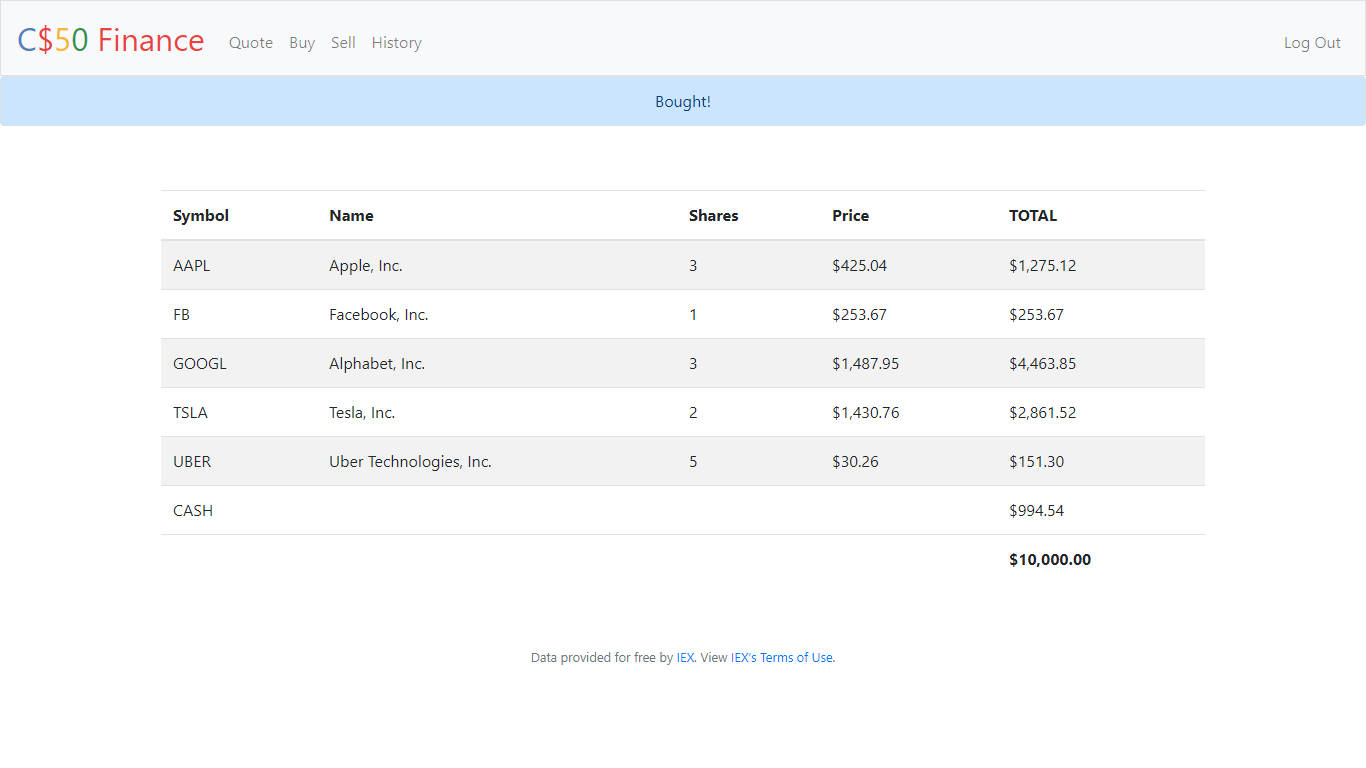 C$50 Finance Quote Buy Sell History Log Out
Bought!
Symbol Name Shares Price TOTAL
AAPL Apple, Inc. 3 $425.04 $1,275.12
FB Facebook, Inc. 1 $253.67 $253.67
GOOGL Alphabet, Inc. 3 $1,487.95 $4,463.85
TSLA Tesla, Inc. 2 $1,430.76 $2,861.52
UBER Uber Technologies, Inc. 5 $30.26 $151.30
CASH $994.54
$10,000.00
Data provided for free by IEX. View IEX's Terms of Use.